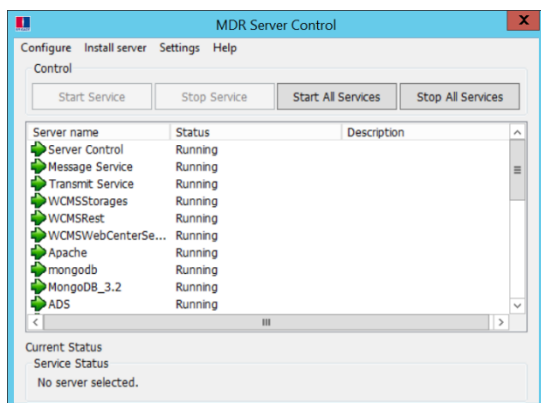 MDR Server Control
X
Configure Install server Settings Help
Control
Start Service Stop Service Start All Services Stop All Services
Server name Status Description
Server Control Running
Message Service Running
Transmit Service Running
WCMSStorages Running
WCMSRest Running
WCMSWebCenterSe... Running
Apache Running
mongodb Running
MongoDB_3.2 Running
ADS Running
Current Status
Service Status
No server selected.